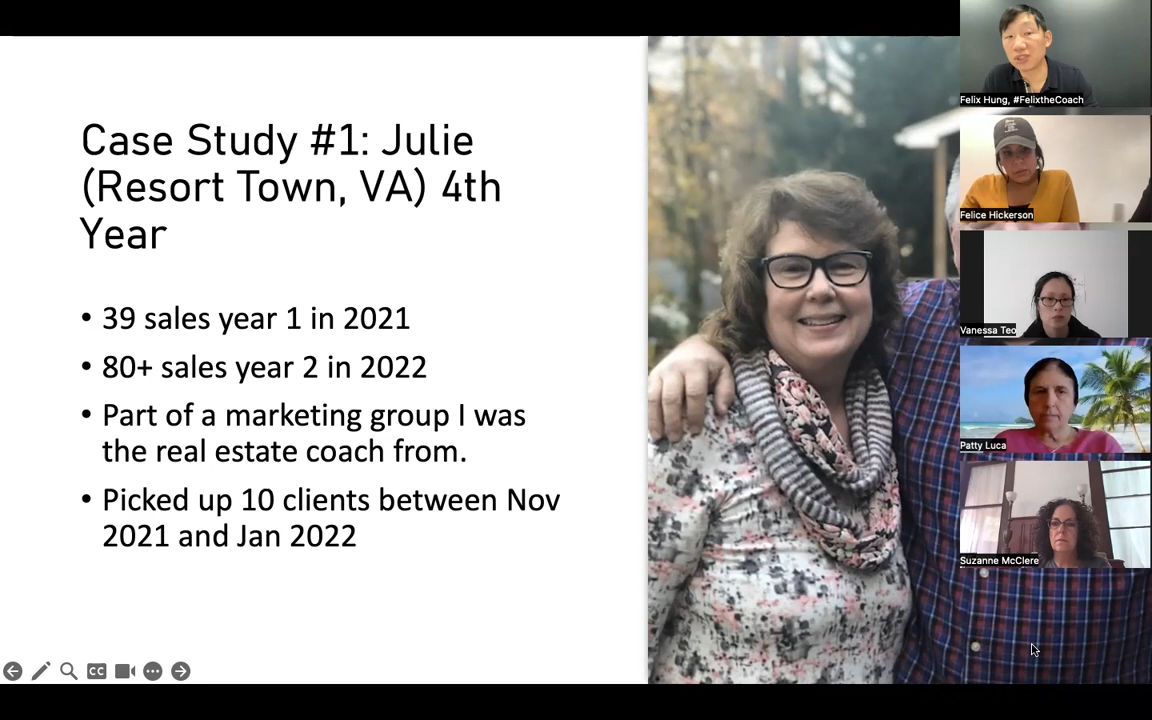 Case Study #1: Julie
(Resort Town, VA) 4th
Year
• 39 sales year 1 in 2021
• 80+ sales year 2 in 2022
• Part of a marketing group I was
the real estate coach from.
• Picked up 10 clients between Nov
2021 and Jan 2022
CC
Felix Hung, #FelixtheCoach
Felice Hickerson
Vanessa Teo
Patty Luca
Suzanne McClere